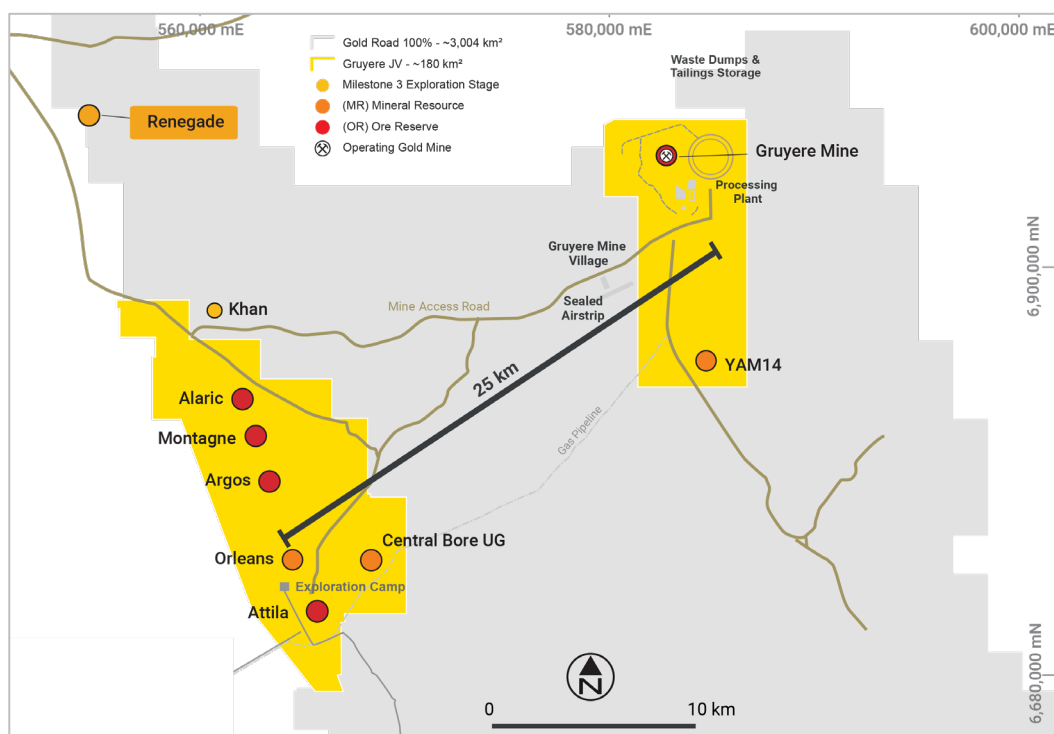 560,000 mE
580,000 mE
600,000 mE
Gold Road 100% - ~3,004 km²
Gruyere JV - ~180 km²
Milestone 3 Exploration Stage
(MR) Mineral Resource
(OR) Ore Reserve
Operating Gold Mine
Waste Dumps &
Tailings Storage
Renegade
Gruyere Mine
Processing
Plant
Gruyere Mine
Village
Sealed
Airstrip
6,900,000 mN
Khan
Mine Access Road
YAM14
25 km
Alaric
Montagne
Gas Pipeline
Argos
Orleans
Central Bore UG
Exploration Camp
Attila
N
6,680,000 mN
0
10 km